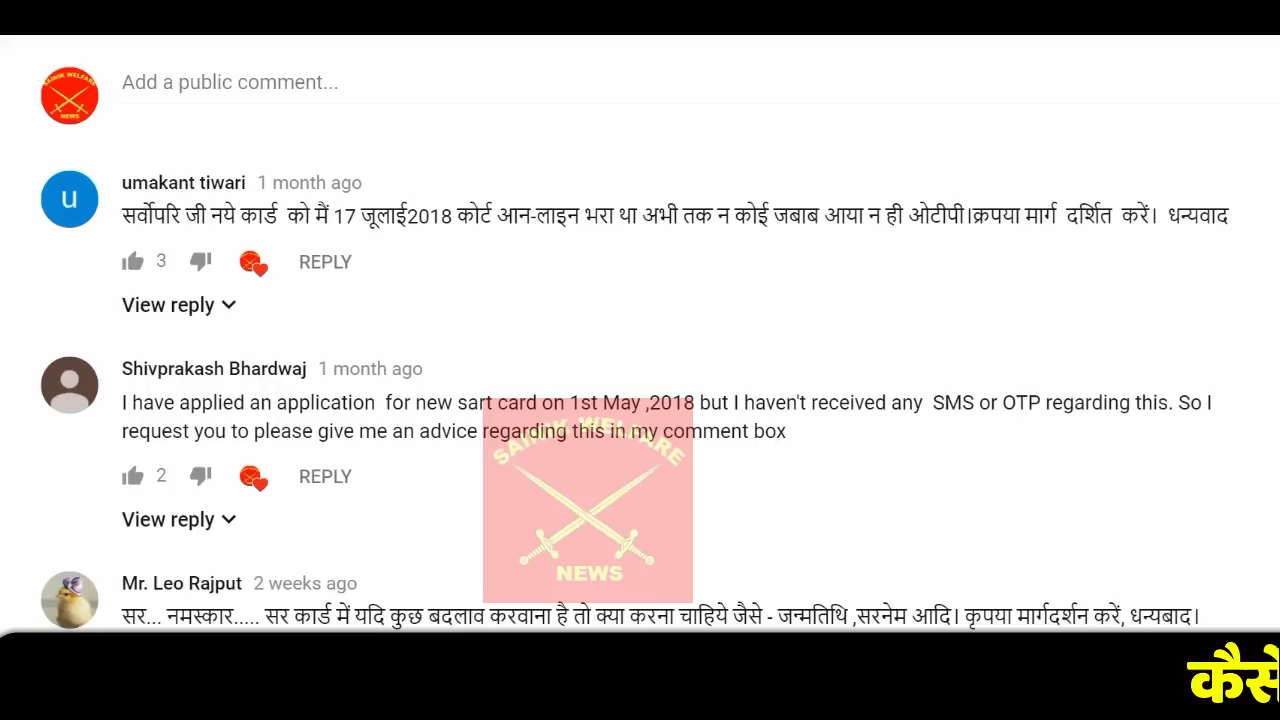 SAINIK WELFARE
NEWS
Add a public comment...
u
umakant tiwari 1 month ago
सर्वोपरि जी नये कार्ड को मैं 17 जूलाई2018 कोर्ट आन-लाइन भरा था अभी तक न कोई जबाब आया न ही ओटीपी।क्रपया मार्ग दर्शित करें। धन्यवाद
3 REPLY
View reply
Shivprakash Bhardwaj 1 month ago
I have applied an application for new sart card on 1st May ,2018 but I haven't received any SMS or OTP regarding this. So I
request you to please give me an advice regarding this in my comment box
SAINIK WELFARE
NEWS
2 REPLY
View reply
Mr. Leo Rajput 2 weeks ago
सर... नमस्कार..... सर कार्ड में यदि कुछ बदलाव करवाना है तो क्या करना चाहिये जैसे - जन्मतिथि ,सरनेम आदि। कृपया मार्गदर्शन करें, धन्यबाद।
कैसे